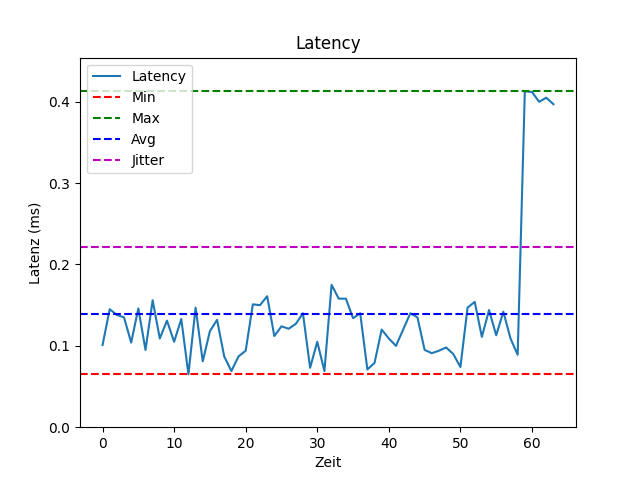 Latency
Latency
Min
Max
Avg
Jitter
0.4
0.3
0.2
0.1
0.0
Latenz (ms)
0 10 20 30 40 50 60
Zeit